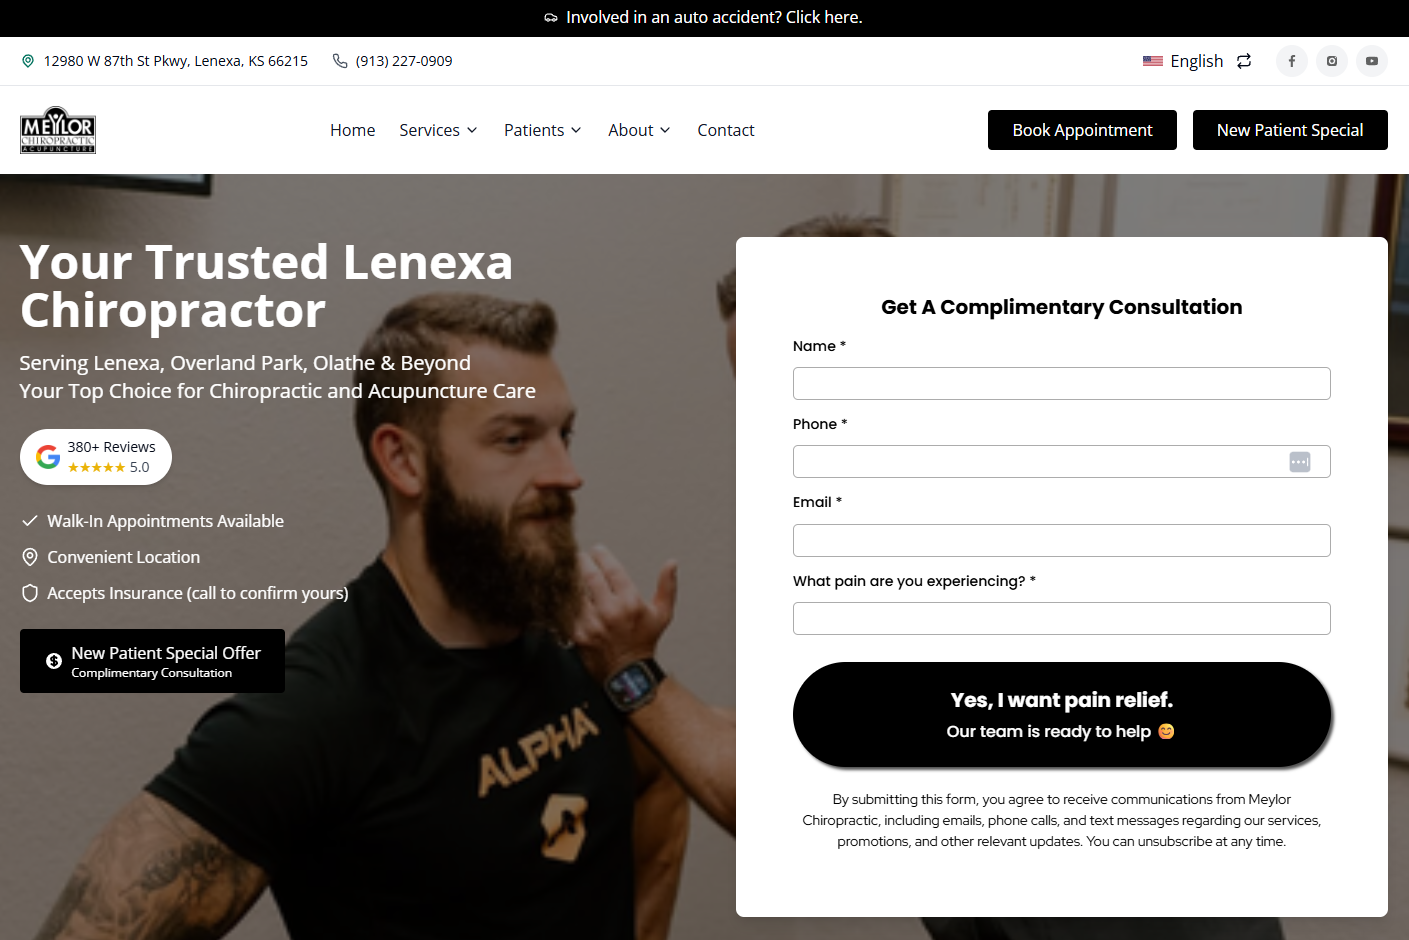 Involved in an auto accident? Click here.
12980 W 87th St Pkwy, Lenexa, KS 66215
(913) 227-0909
English
MEYLOR
CHIROPRACTIC
ACUPUNCTURE
Home
Services
Patients
About
Contact
Book Appointment
New Patient Special
Your Trusted Lenexa
Chiropractor
Serving Lenexa, Overland Park, Olathe & Beyond
Your Top Choice for Chiropractic and Acupuncture Care
380+ Reviews
★★★★★ 5.0
Walk-In Appointments Available
Convenient Location
Accepts Insurance (call to confirm yours)
New Patient Special Offer
Complimentary Consultation
ALPHA
Get A Complimentary Consultation
Name *
Phone *
Email *
What pain are you experiencing? *
Yes, I want pain relief.
Our team is ready to help 😊
By submitting this form, you agree to receive communications from Meylor
Chiropractic, including emails, phone calls, and text messages regarding our services,
promotions, and other relevant updates. You can unsubscribe at any time.